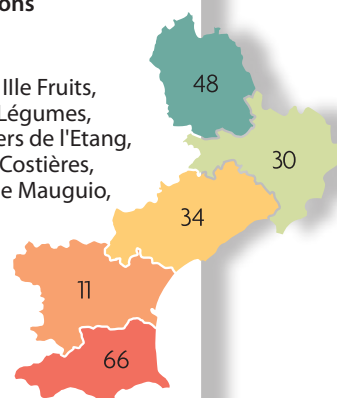 ons
Ille Fruits,
Légumes,
ers de l'Etang,
Costières,
e Mauguio,
48
30
34
11
66